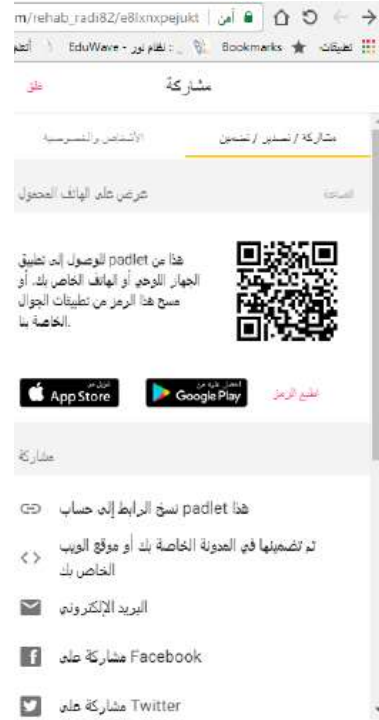 m/rehab_radi82/e8lxnxpejukt | آمن
تطبيقات Bookmarks نظام نور - EduWave
مشاركة
غلق
مشاركة / تصدير / تضمين
الأشخاص والخصوصية
عرض على الهاتف المحمول
هذا من padlet للوصول إلى تطبيق
الجهاز اللوحي أو الهاتف الخاص بك. أو
مسح هذا الرمز من تطبيقات الجوال
الخاصة بنا.
App Store
Google Play
اطبع الرمز
مشاركة
هذا padlet نسخ الرابط إلى حساب
تم تضمينها في المدونة الخاصة بك أو موقع الويب
الخاص بك
البريد الإلكتروني
Facebook مشاركة على
Twitter مشاركة على